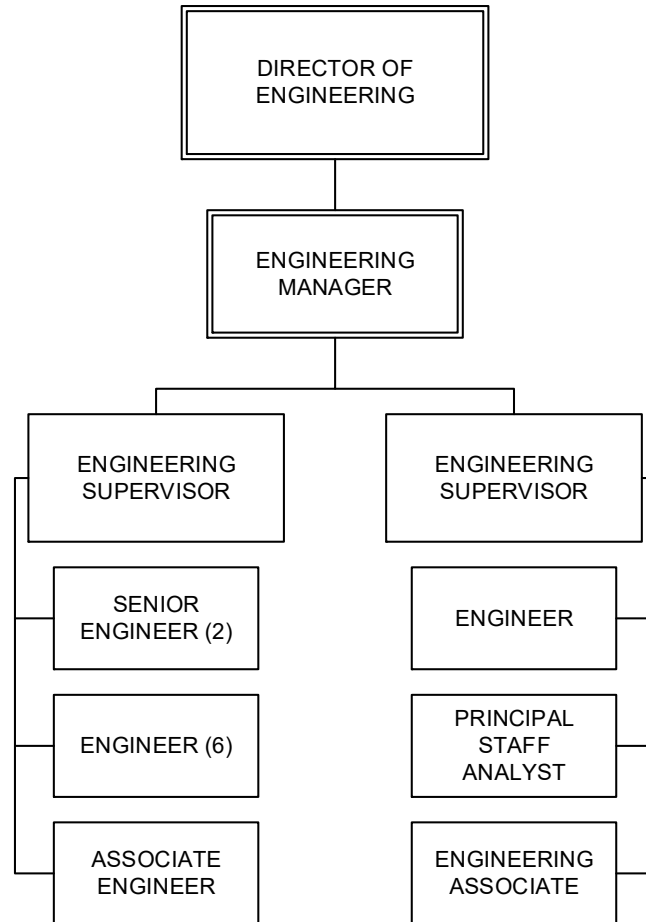 DIRECTOR OF
ENGINEERING
ENGINEERING
MANAGER
ENGINEERING
SUPERVISOR
ENGINEERING
SUPERVISOR
SENIOR
ENGINEER (2)
ENGINEER
ENGINEER (6)
PRINCIPAL
STAFF
ANALYST
ASSOCIATE
ENGINEER
ENGINEERING
ASSOCIATE